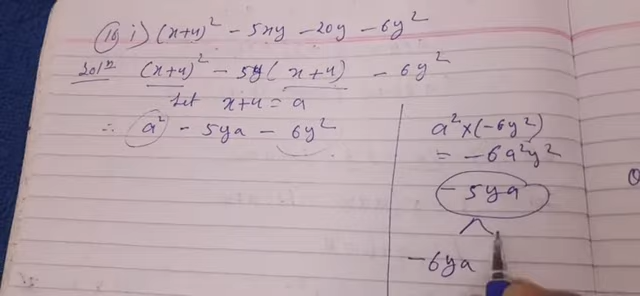 (16) i) (x+4)² - 5xy - 20y - 6y²
Solⁿ (x+4)² - 5y(x+4) - 6y²
Let x+4 = a
∴ a² - 5ya - 6y²
a² × (-6y²)
= -6a²y²
- 5ya
- 6ya